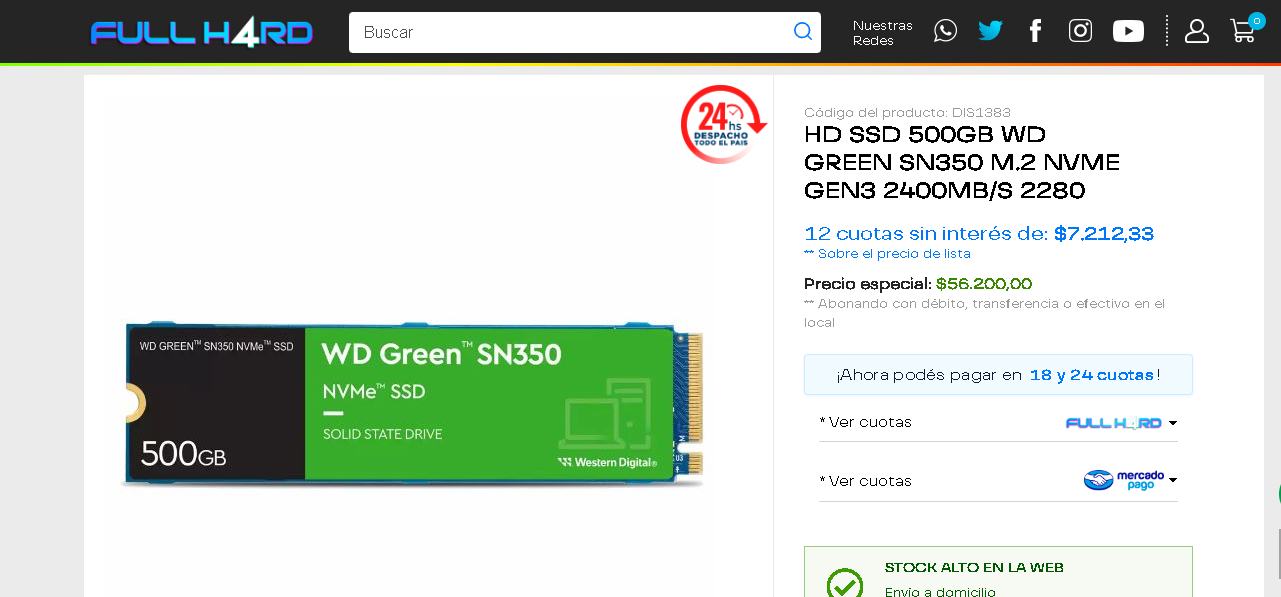 FULL H4RD
Buscar
Nuestras
Redes
0
24
hs
DESPACHO
TODO EL PAIS
WD GREEN™ SN350 NVMe™ SSD
500GB
WD Green™ SN350
NVMe™ SSD
SOLID STATE DRIVE
Western Digital®
U3
Código del producto: DIS1383
HD SSD 500GB WD
GREEN SN350 M.2 NVME
GEN3 2400MB/S 2280
12 cuotas sin interés de: $7.212,33
** Sobre el precio de lista
Precio especial: $56.200,00
** Abonando con débito, transferencia o efectivo en el
local
¡Ahora podés pagar en 18 y 24 cuotas!
* Ver cuotas FULL H4RD
* Ver cuotas mercado
pago
STOCK ALTO EN LA WEB
Envío a domicilio